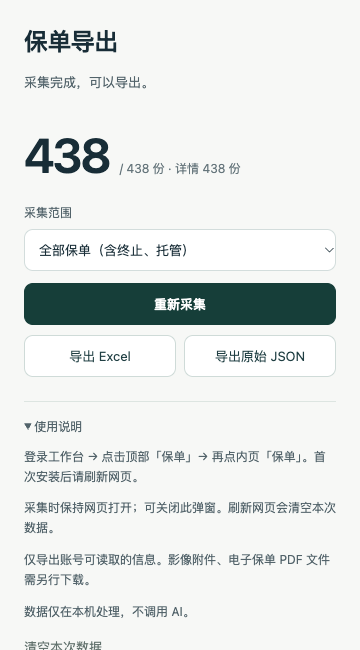 保单导出
采集完成，可以导出。
438 / 438 份 · 详情 438 份
采集范围
全部保单（含终止、托管）
重新采集
导出 Excel 导出原始 JSON
▼ 使用说明
登录工作台 → 点击顶部「保单」→ 再点内页「保单」。首
次安装后请刷新网页。
采集时保持网页打开；可关闭此弹窗。刷新网页会清空本次
数据。
仅导出账号可读取的信息。影像附件、电子保单 PDF 文件
需另行下载。
数据仅在本机处理，不调用 AI。
清空本次数据